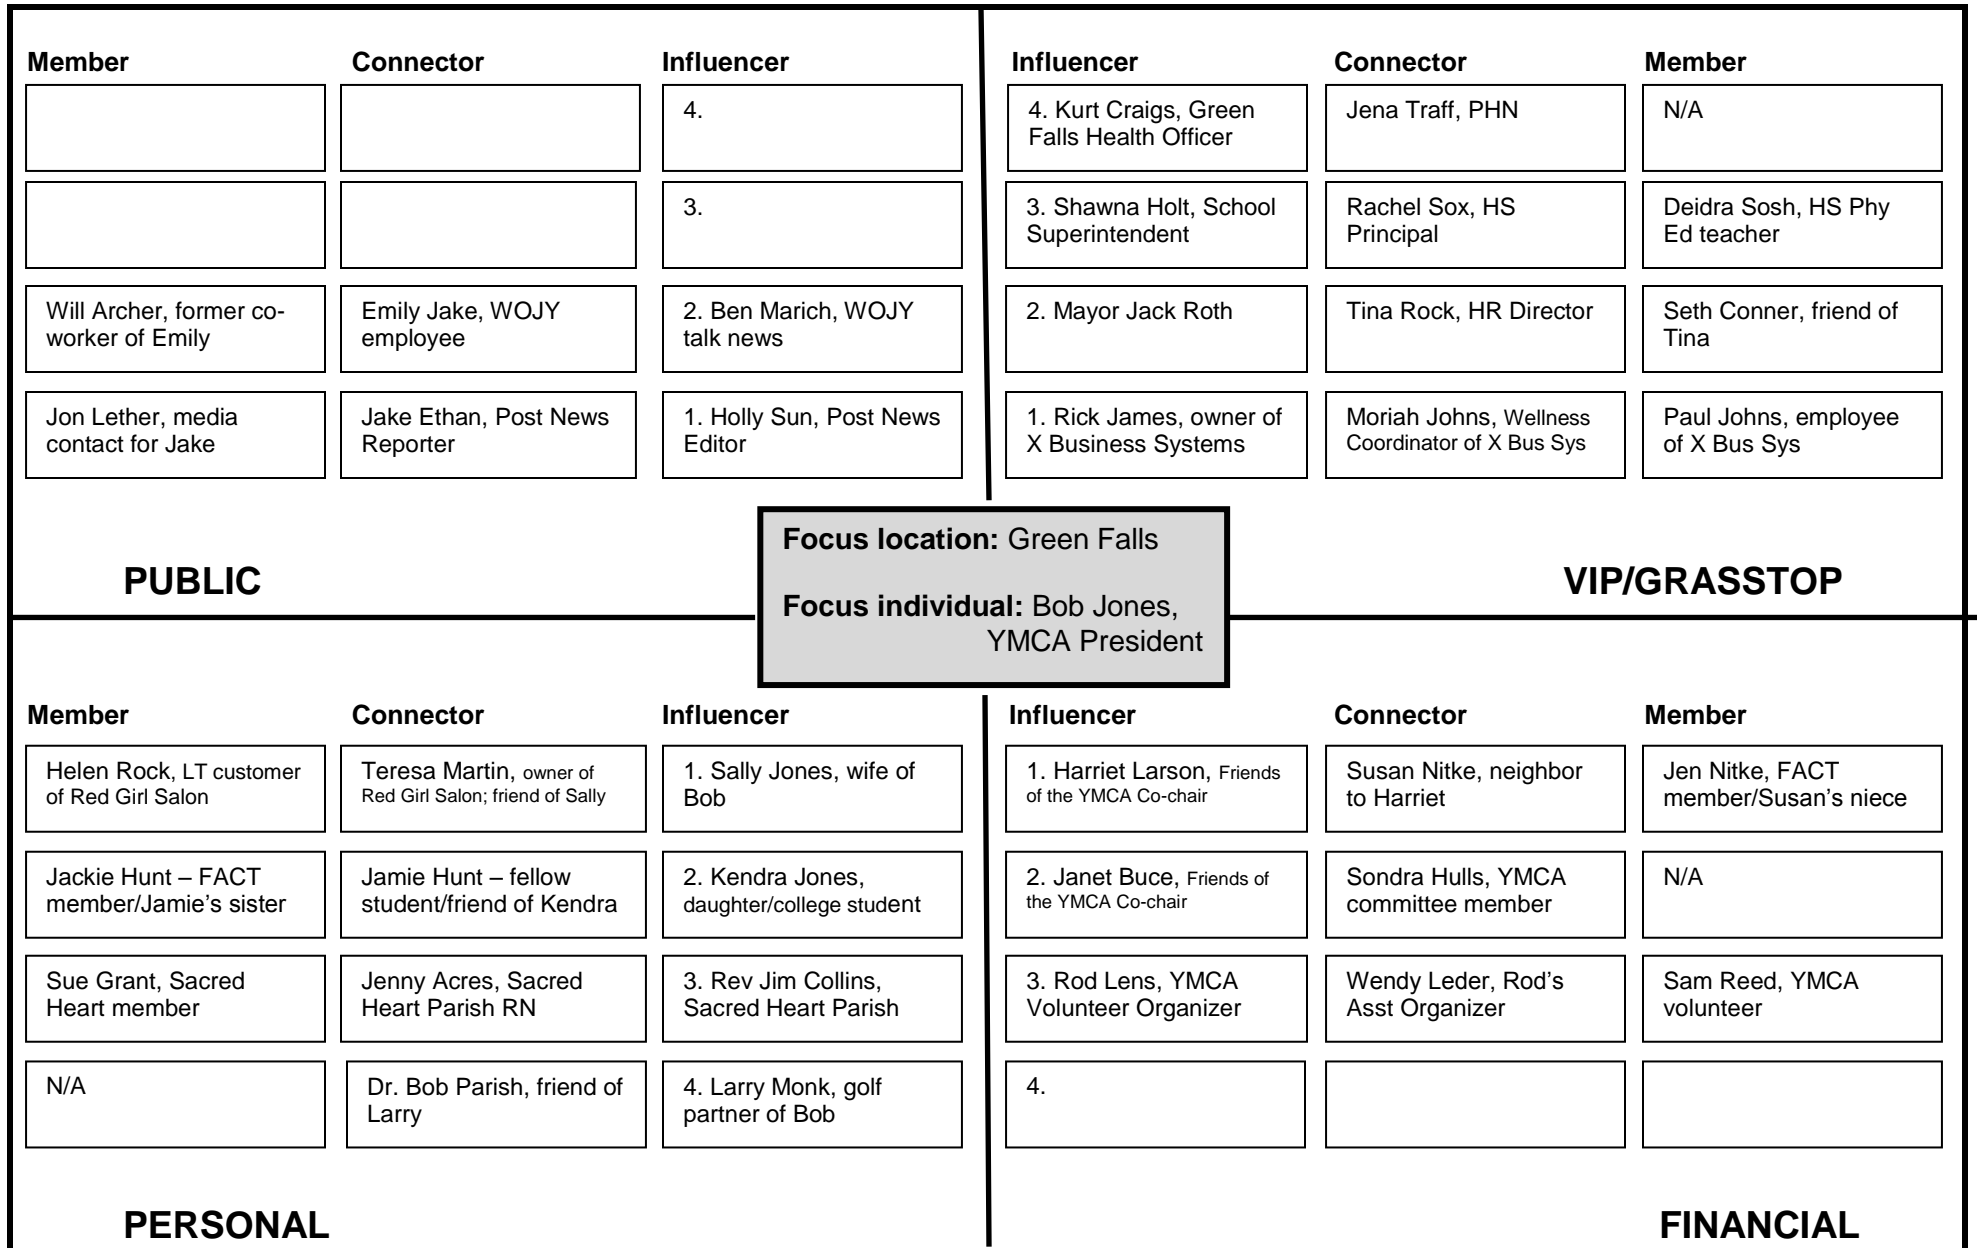 Member
Connector
Influencer
4.
3.
Will Archer, former co-
worker of Emily
Emily Jake, WOJY
employee
2. Ben Marich, WOJY
talk news
Jon Lether, media
contact for Jake
Jake Ethan, Post News
Reporter
1. Holly Sun, Post News
Editor
PUBLIC
Influencer
Connector
Member
4. Kurt Craigs, Green
Falls Health Officer
Jena Traff, PHN
N/A
3. Shawna Holt, School
Superintendent
Rachel Sox, HS
Principal
Deidra Sosh, HS Phy
Ed teacher
2. Mayor Jack Roth
Tina Rock, HR Director
Seth Conner, friend of
Tina
1. Rick James, owner of
X Business Systems
Moriah Johns, Wellness
Coordinator of X Bus Sys
Paul Johns, employee
of X Bus Sys
VIP/GRASSTOP
Focus location: Green Falls
Focus individual: Bob Jones,
YMCA President
Member
Connector
Influencer
Helen Rock, LT customer
of Red Girl Salon
Teresa Martin, owner of
Red Girl Salon; friend of Sally
1. Sally Jones, wife of
Bob
Jackie Hunt – FACT
member/Jamie's sister
Jamie Hunt – fellow
student/friend of Kendra
2. Kendra Jones,
daughter/college student
Sue Grant, Sacred
Heart member
Jenny Acres, Sacred
Heart Parish RN
3. Rev Jim Collins,
Sacred Heart Parish
N/A
Dr. Bob Parish, friend of
Larry
4. Larry Monk, golf
partner of Bob
PERSONAL
Influencer
Connector
Member
1. Harriet Larson, Friends
of the YMCA Co-chair
Susan Nitke, neighbor
to Harriet
Jen Nitke, FACT
member/Susan's niece
2. Janet Buce, Friends of
the YMCA Co-chair
Sondra Hulls, YMCA
committee member
N/A
3. Rod Lens, YMCA
Volunteer Organizer
Wendy Leder, Rod's
Asst Organizer
Sam Reed, YMCA
volunteer
4.
FINANCIAL